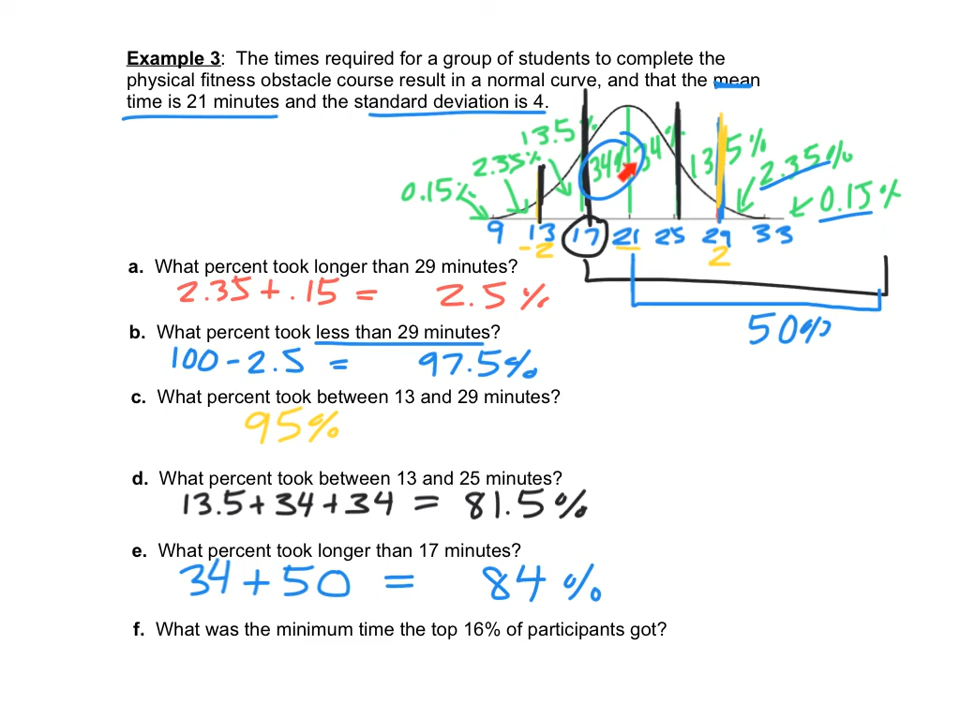 Example 3: The times required for a group of students to complete the
physical fitness obstacle course result in a normal curve, and that the mean
time is 21 minutes and the standard deviation is 4.
13.5%
2.35%
0.15%
34%
34%
13.5%
2.35%
0.15%
9 13 17 21 25 29 33
-2 2
50%
a. What percent took longer than 29 minutes?
2.35 + .15 = 2.5%
b. What percent took less than 29 minutes?
100 - 2.5 = 97.5%
c. What percent took between 13 and 29 minutes?
95%
d. What percent took between 13 and 25 minutes?
13.5 + 34 + 34 = 81.5%
e. What percent took longer than 17 minutes?
34 + 50 = 84%
f. What was the minimum time the top 16% of participants got?